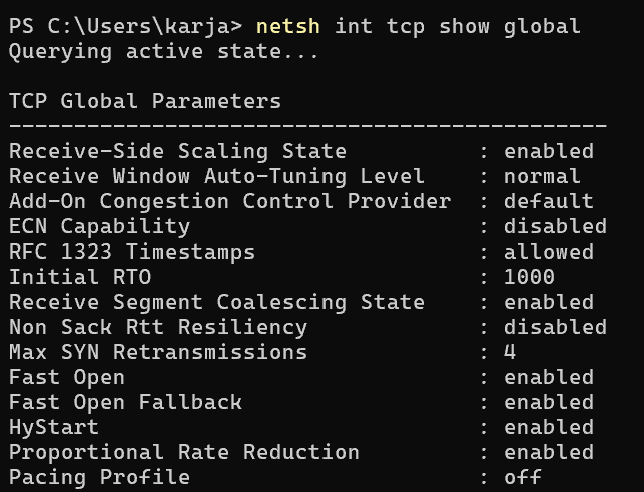 PS C:\Users\karja> netsh int tcp show global
Querying active state...

TCP Global Parameters
----------------------------------------------
Receive-Side Scaling State          : enabled
Receive Window Auto-Tuning Level    : normal
Add-On Congestion Control Provider  : default
ECN Capability                      : disabled
RFC 1323 Timestamps                 : allowed
Initial RTO                         : 1000
Receive Segment Coalescing State    : enabled
Non Sack Rtt Resiliency             : disabled
Max SYN Retransmissions             : 4
Fast Open                           : enabled
Fast Open Fallback                  : enabled
HyStart                             : enabled
Proportional Rate Reduction         : enabled
Pacing Profile                      : off